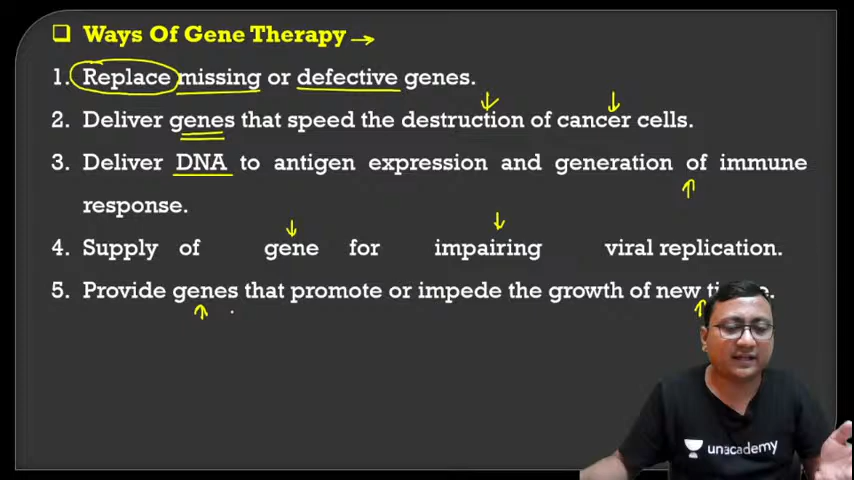 Ways Of Gene Therapy
1. Replace missing or defective genes.
2. Deliver genes that speed the destruction of cancer cells.
3. Deliver DNA to antigen expression and generation of immune
response.
4. Supply of gene for impairing viral replication.
5. Provide genes that promote or impede the growth of new
unacademy